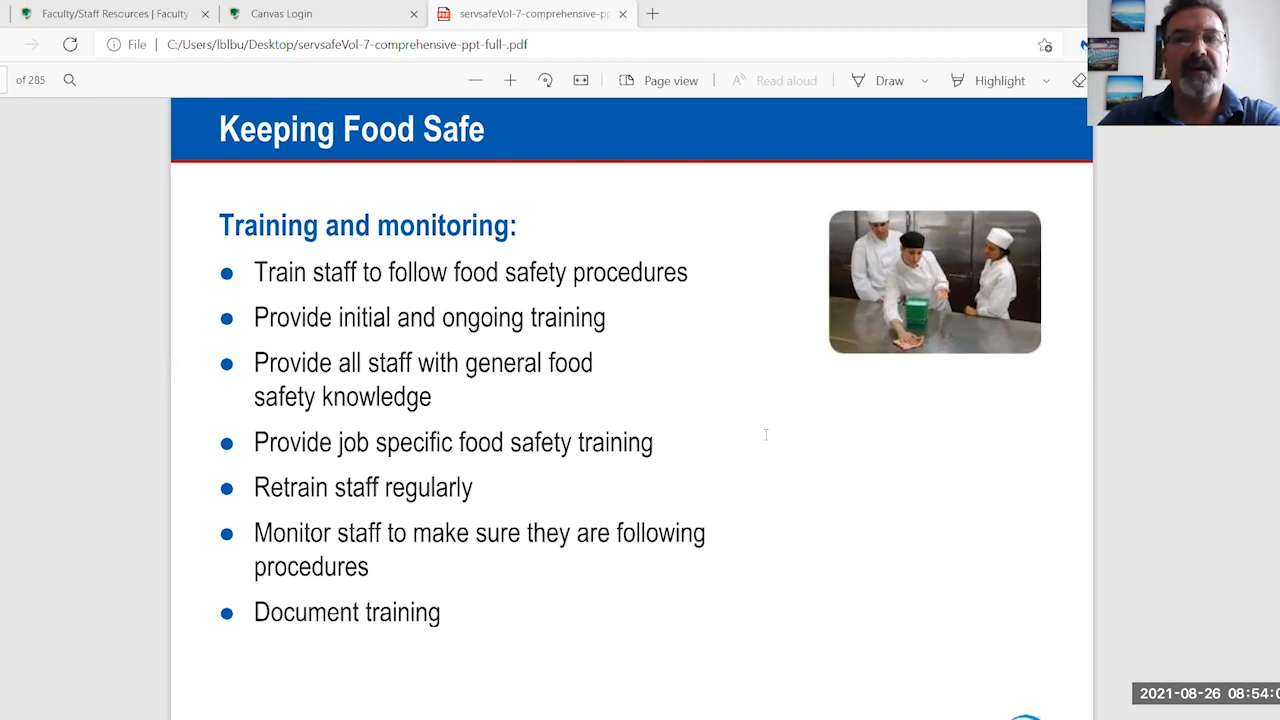 Faculty/Staff Resources | Faculty
Canvas Login
servsafeVol-7-comprehensive-pp
File
C:/Users/lblbu/Desktop/servsafeVol-7-comprehensive-ppt-full-.pdf
of 285
Page view
Read aloud
Draw
Highlight
Keeping Food Safe
Training and monitoring:
Train staff to follow food safety procedures
Provide initial and ongoing training
Provide all staff with general food
safety knowledge
Provide job specific food safety training
Retrain staff regularly
Monitor staff to make sure they are following
procedures
Document training
2021-08-26 08:54:0